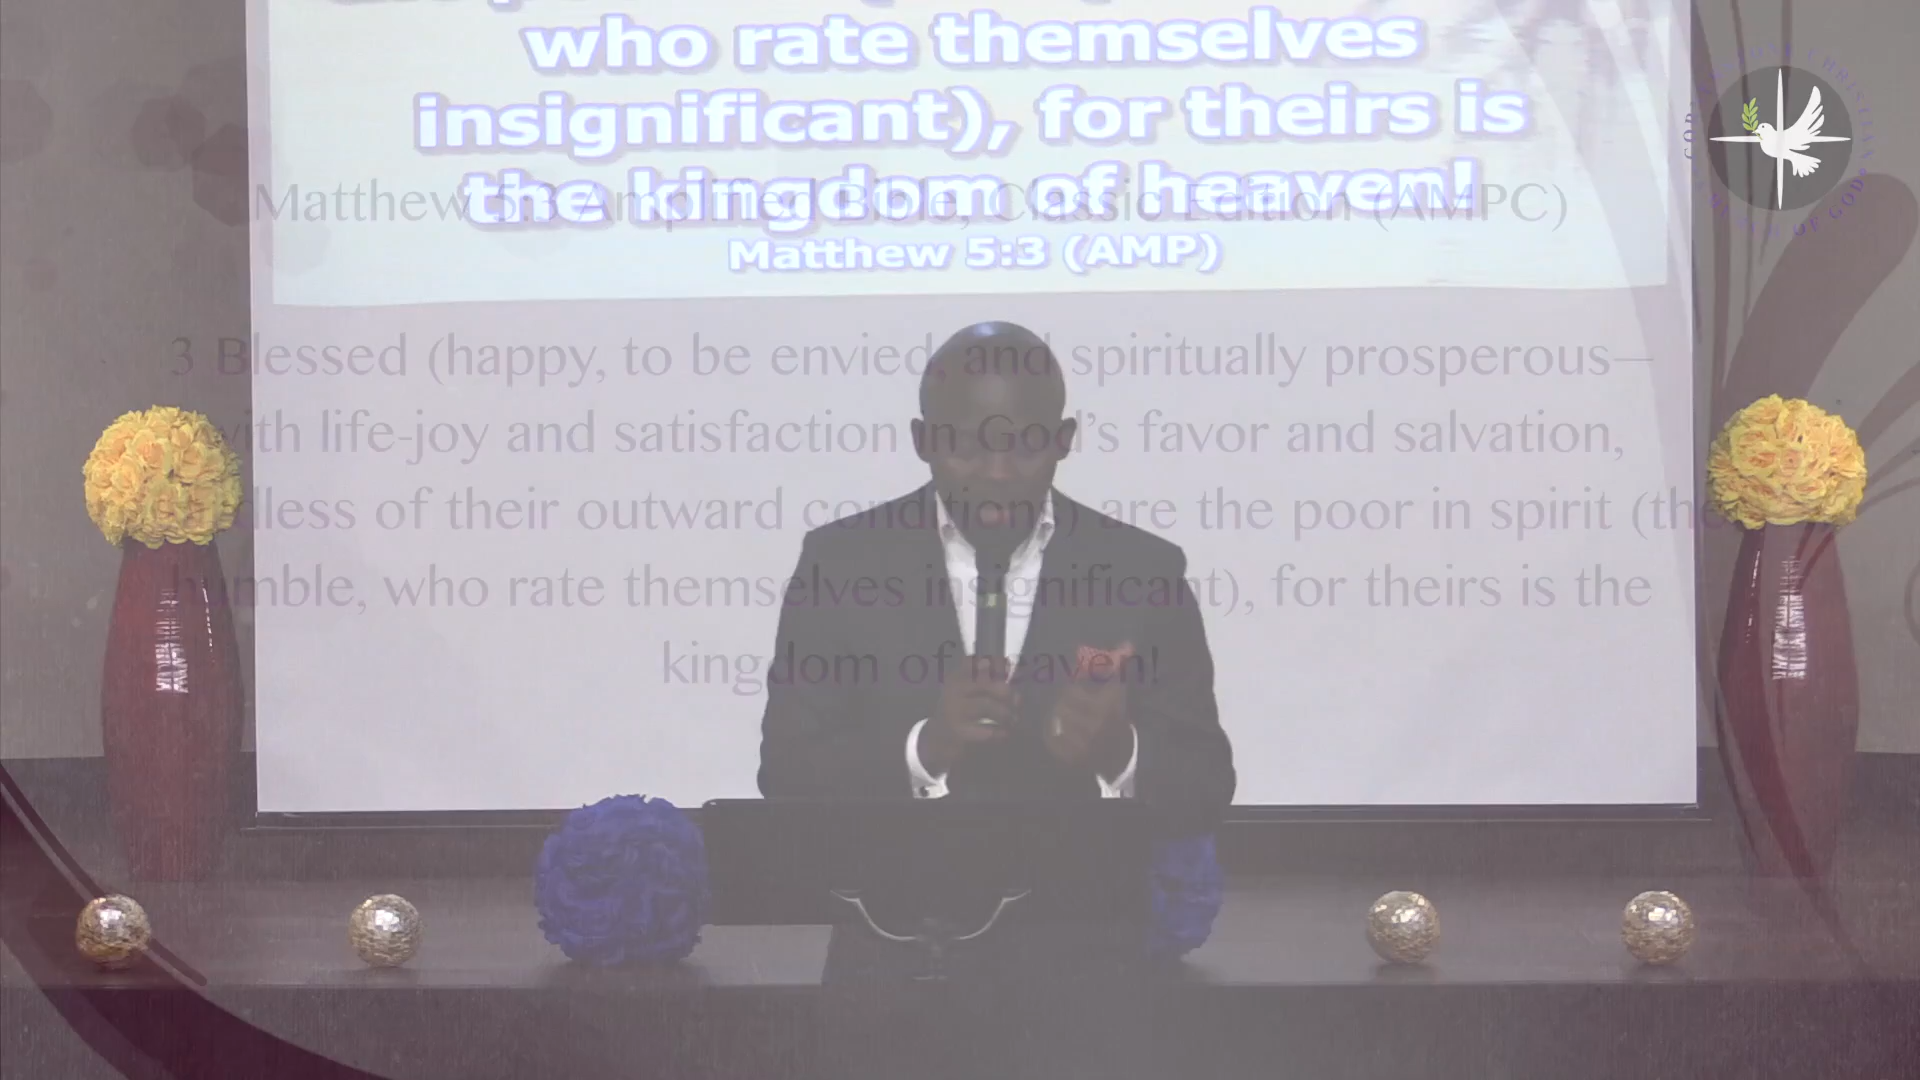 who rate themselves
insignificant), for theirs is
the kingdom of heaven!
Matthew 5:3 (AMP)
Matthew 5:3 Amplified Bible, Classic Edition (AMPC)
3 Blessed (happy, to be envied, and spiritually prosperous—
with life-joy and satisfaction in God's favor and salvation,
dless of their outward conditions) are the poor in spirit (the
humble, who rate themselves insignificant), for theirs is the
kingdom of heaven!